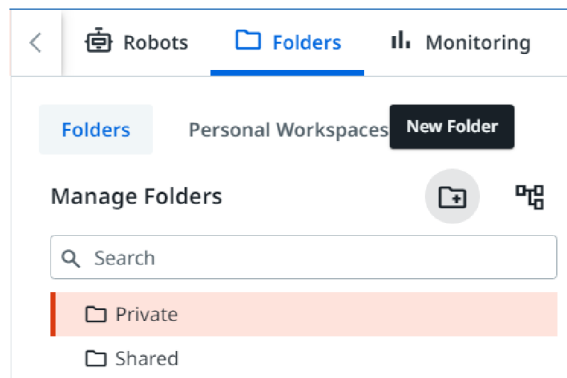 Robots Folders Monitoring
Folders Personal Workspaces New Folder
Manage Folders
Search
Private
Shared